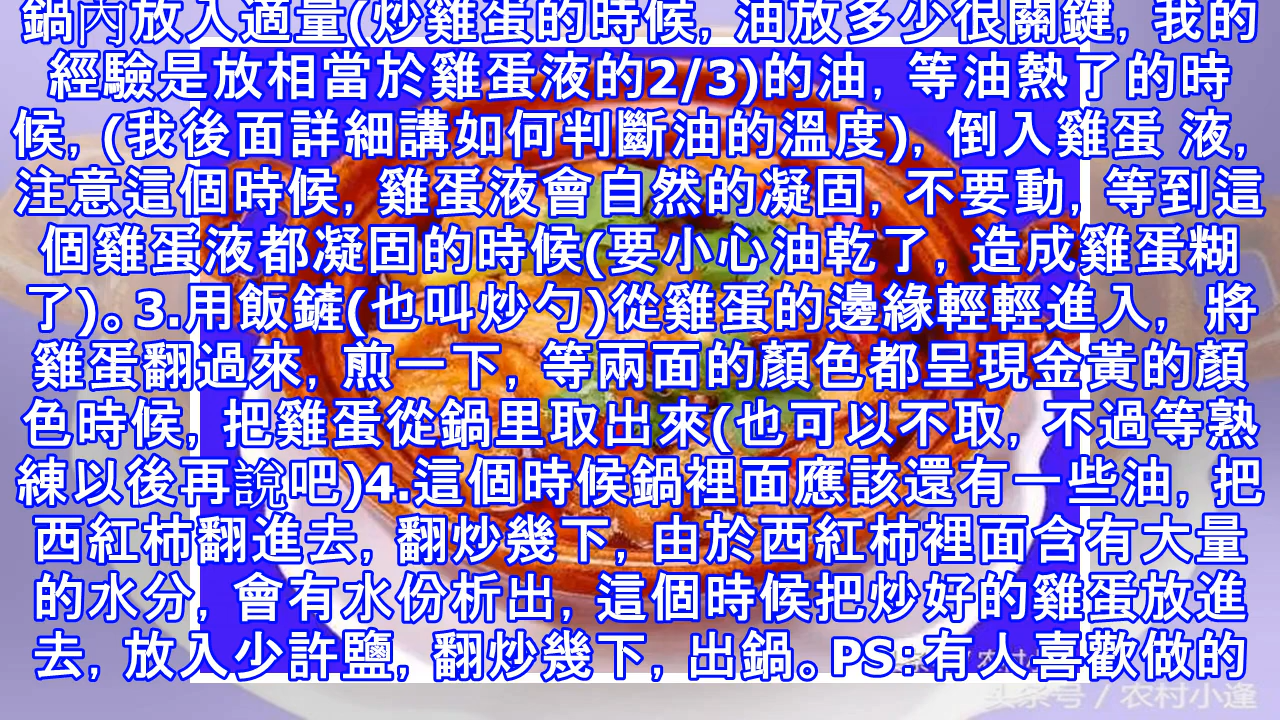 鍋內放入適量(炒雞蛋的時候, 油放多少很關鍵, 我的
經驗是放相當於雞蛋液的2/3)的油, 等油熱了的時
候, (我後面詳細講如何判斷油的溫度), 倒入雞蛋 液,
注意這個時候, 雞蛋液會自然的凝固, 不要動, 等到這
個雞蛋液都凝固的時候(要小心油乾了, 造成雞蛋糊
了)。3.用飯鏟(也叫炒勺)從雞蛋的邊緣輕輕進入, 將
雞蛋翻過來, 煎一下, 等兩面的顏色都呈現金黃的顏
色時候, 把雞蛋從鍋里取出來(也可以不取, 不過等熟
練以後再說吧)4.這個時候鍋裡面應該還有一些油, 把
西紅柿翻進去, 翻炒幾下, 由於西紅柿裡面含有大量
的水分, 會有水份析出, 這個時候把炒好的雞蛋放進
去, 放入少許鹽, 翻炒幾下, 出鍋。PS:有人喜歡做的
头条号 / 农村小逢